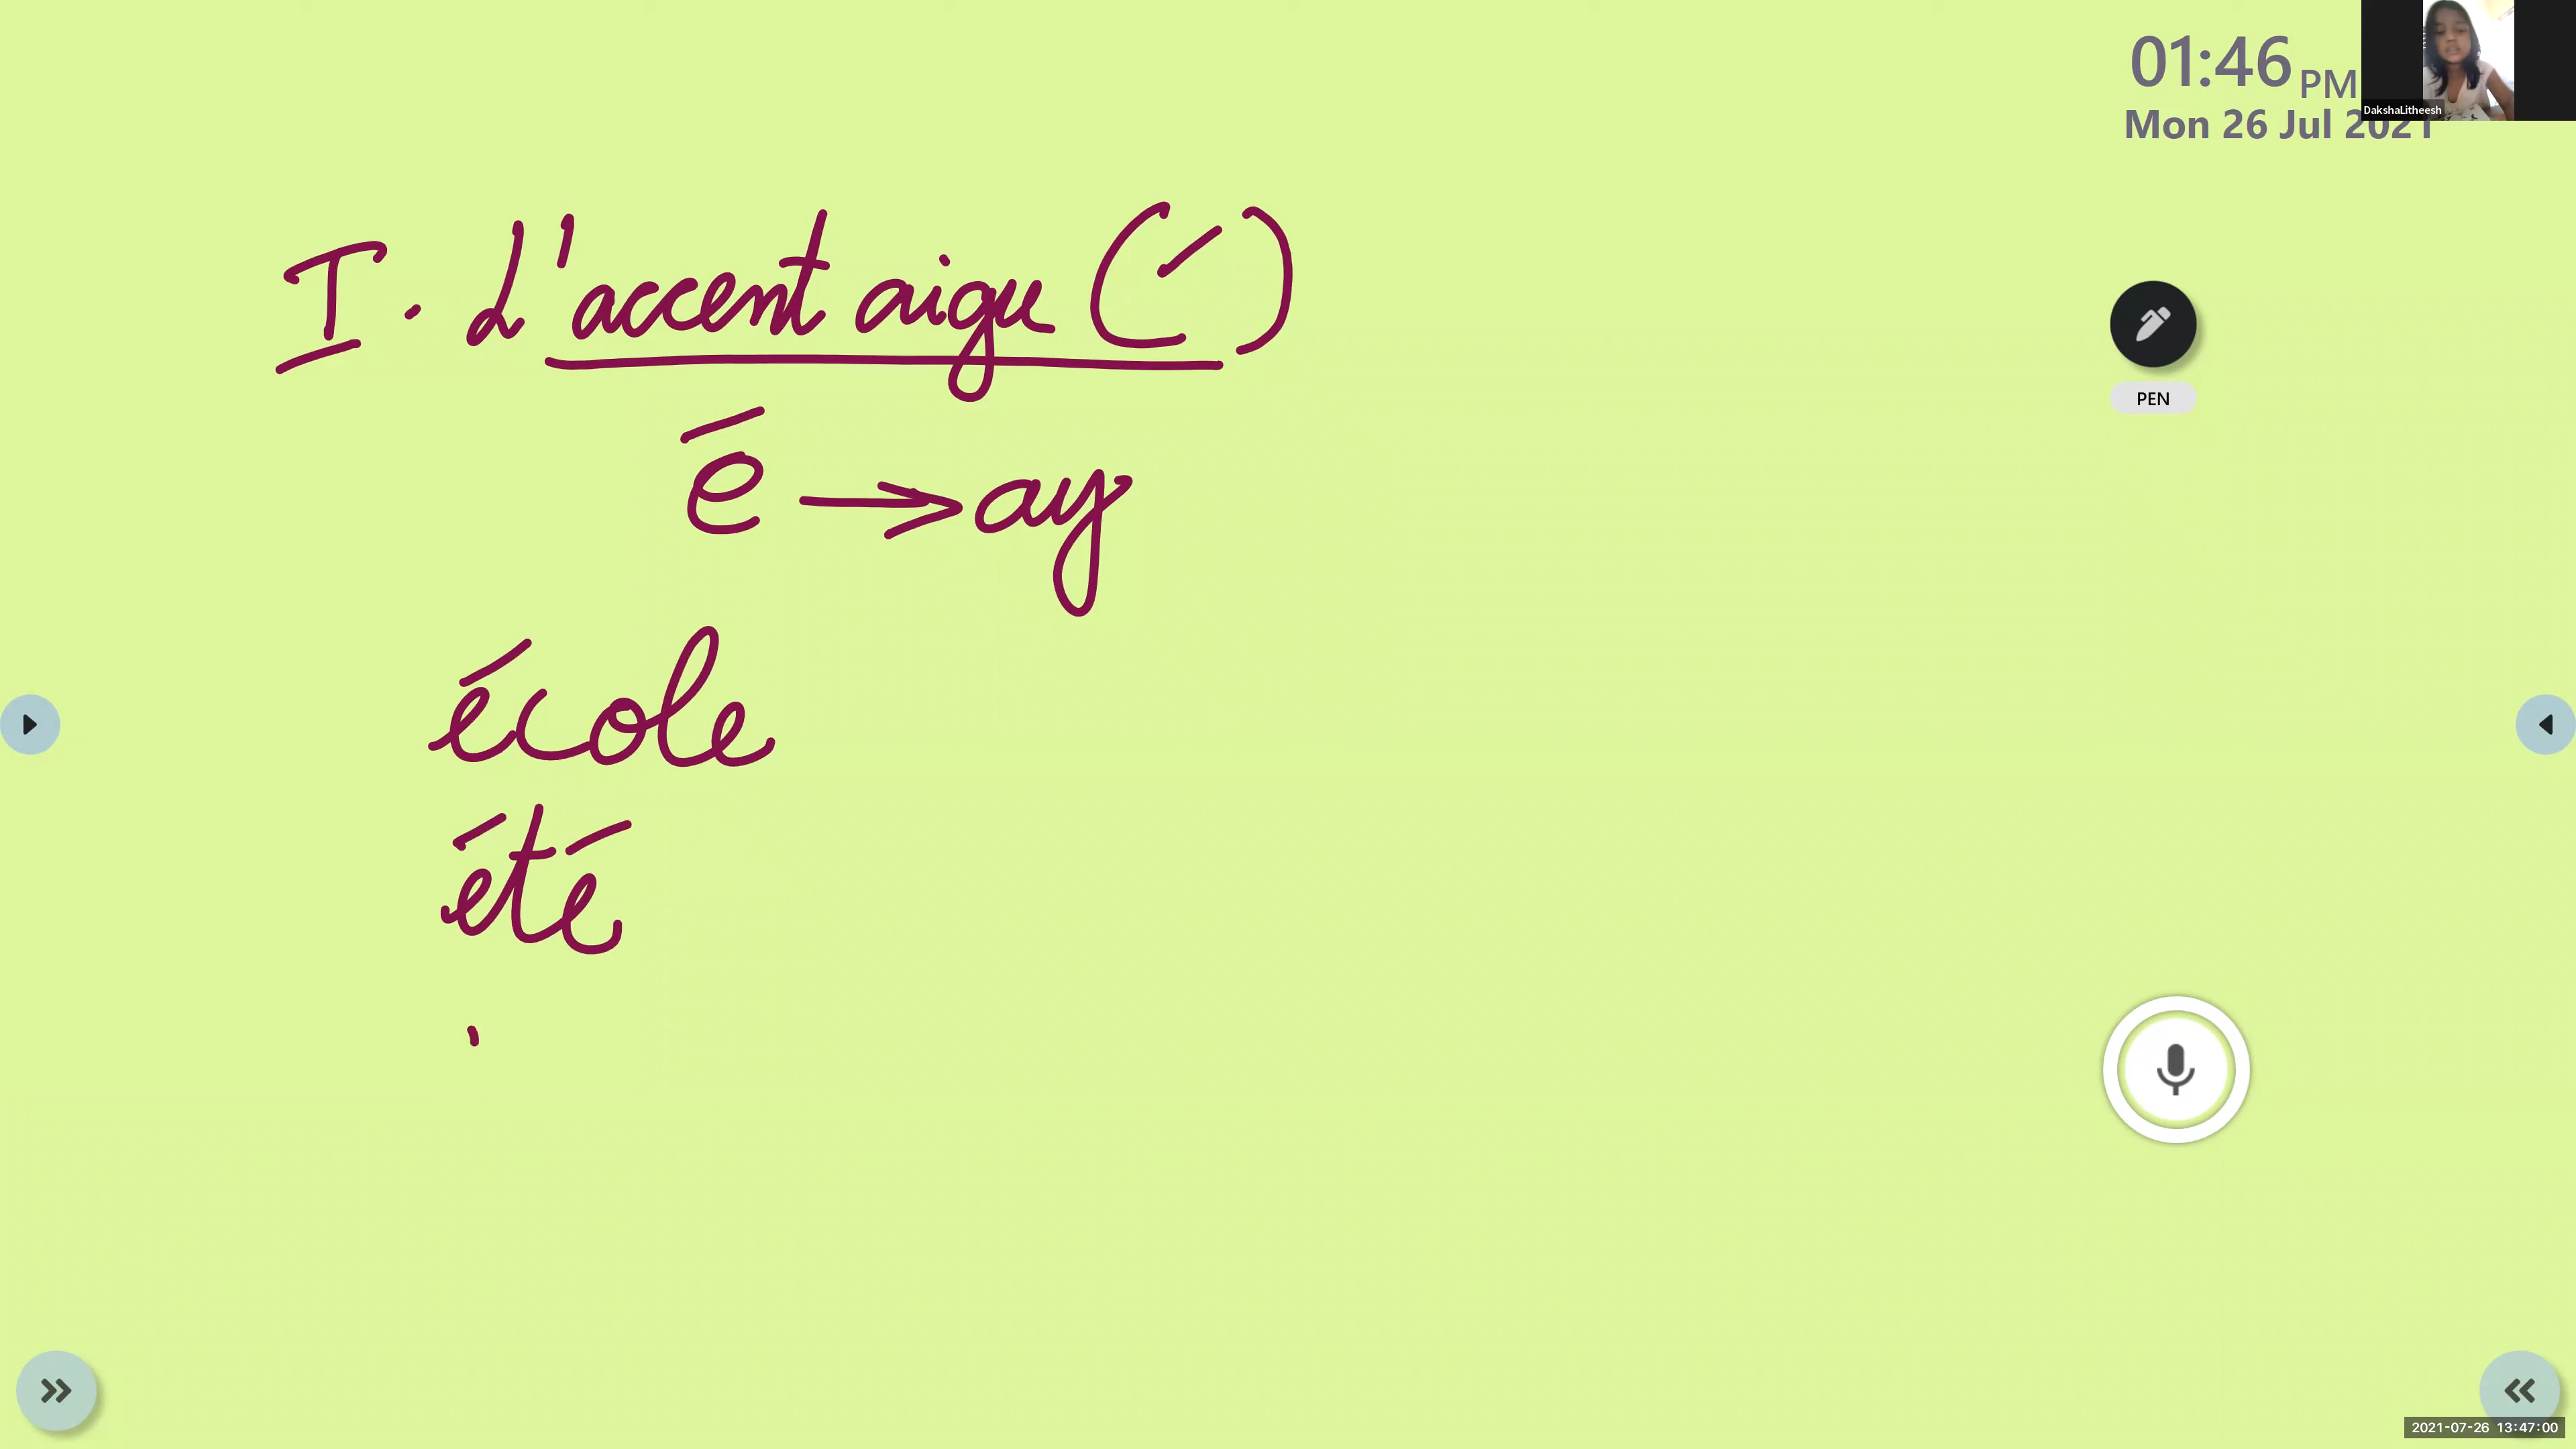 01:46 PM
DakshaLitheesh
Mon 26 Jul 2021
I. L'accent aigu (´)
é → ay
PEN
école
été
2021-07-26 13:47:00